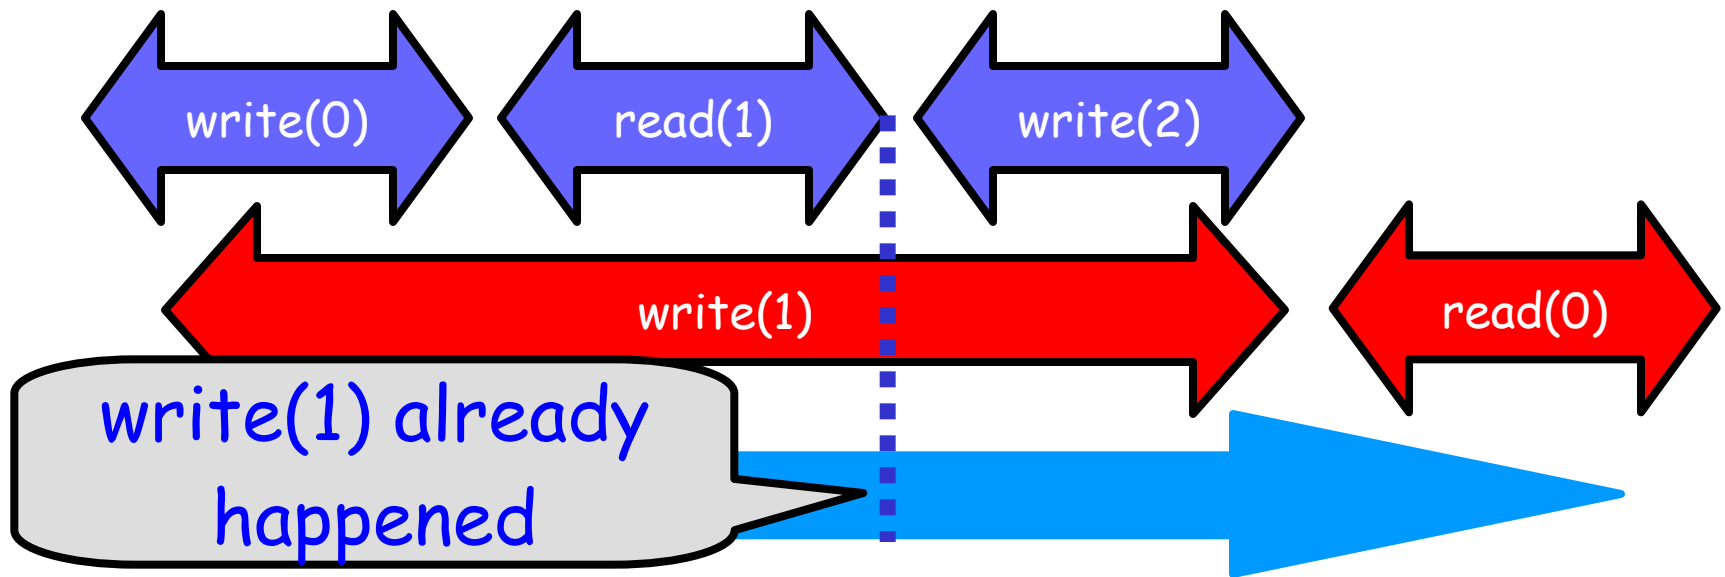 write(0) read(1) write(2)
write(1) read(0)
write(1) already
happened